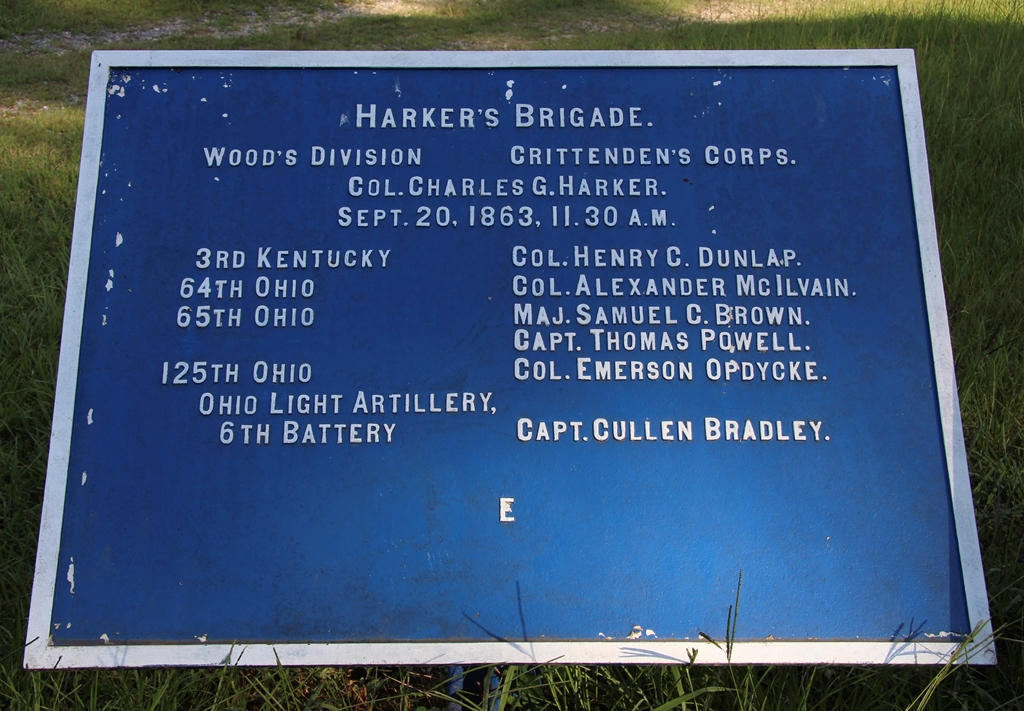 HARKER'S BRIGADE.
WOOD'S DIVISION CRITTENDEN'S CORPS.
COL. CHARLES G. HARKER.
SEPT. 20, 1863, 11.30 A.M.
3RD KENTUCKY COL. HENRY C. DUNLAP.
64TH OHIO COL. ALEXANDER MCILVAIN.
65TH OHIO MAJ. SAMUEL C. BROWN.
CAPT. THOMAS POWELL.
125TH OHIO COL. EMERSON OPDYCKE.
OHIO LIGHT ARTILLERY,
6TH BATTERY CAPT. CULLEN BRADLEY.
E